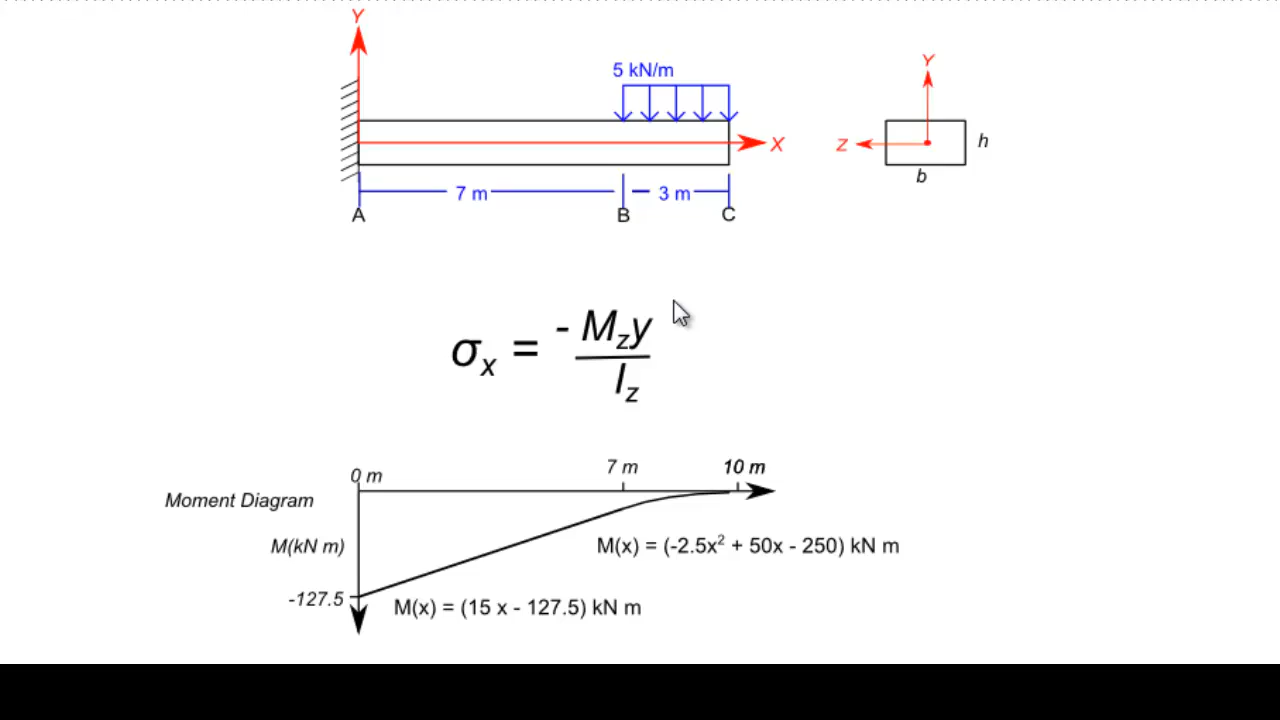 Y
5 kN/m
X
7 m
3 m
A
B
C
Y
Z
h
b
σx = - Mzy / Iz
0 m
7 m
10 m
Moment Diagram
M(kN m)
M(x) = (-2.5x² + 50x - 250) kN m
-127.5
M(x) = (15 x - 127.5) kN m